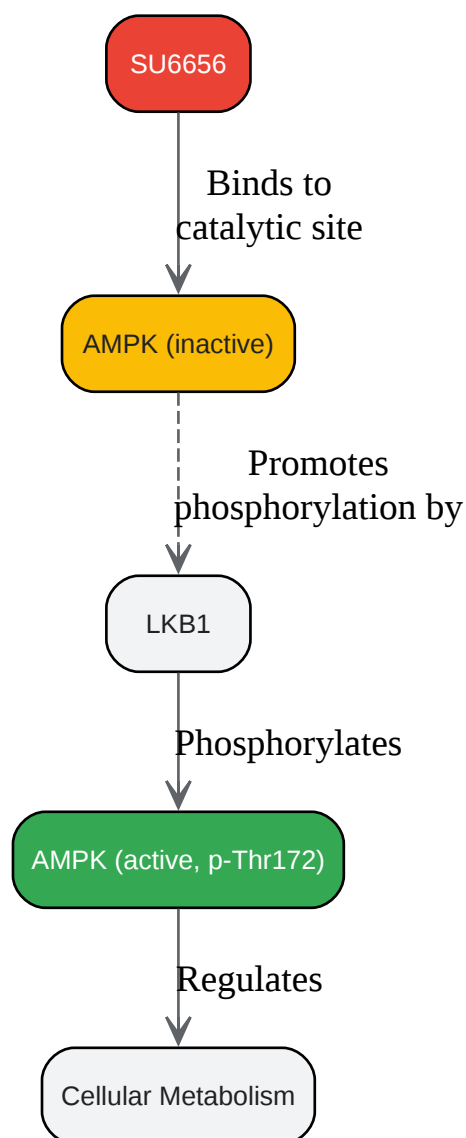 SU6656
Binds to
catalytic site
AMPK (inactive)
Promotes
phosphorylation by
LKB1
Phosphorylates
AMPK (active, p-Thr172)
Regulates
Cellular Metabolism